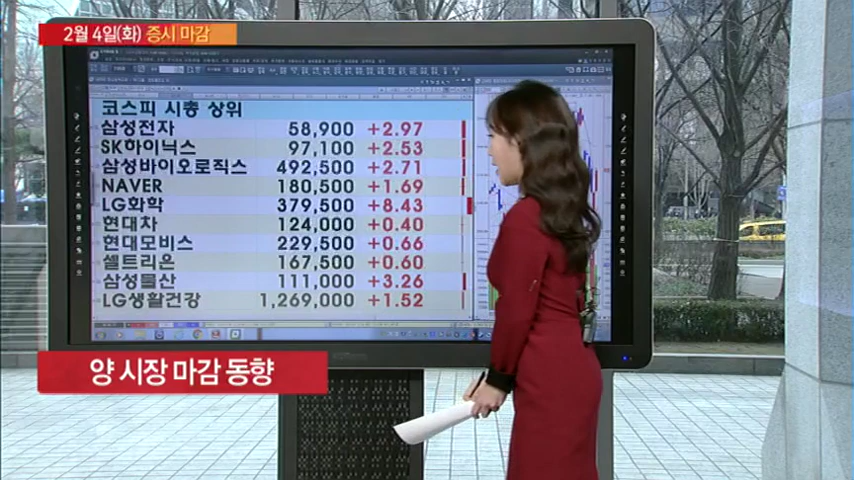 2월 4일(화) 증시 마감
코스피 시총 상위
삼성전자 58,900 +2.97
SK하이닉스 97,100 +2.53
삼성바이오로직스 492,500 +2.71
NAVER 180,500 +1.69
LG화학 379,500 +8.43
현대차 124,000 +0.40
현대모비스 229,500 +0.66
셀트리온 167,500 +0.60
삼성물산 111,000 +3.26
LG생활건강 1,269,000 +1.52
양 시장 마감 동향